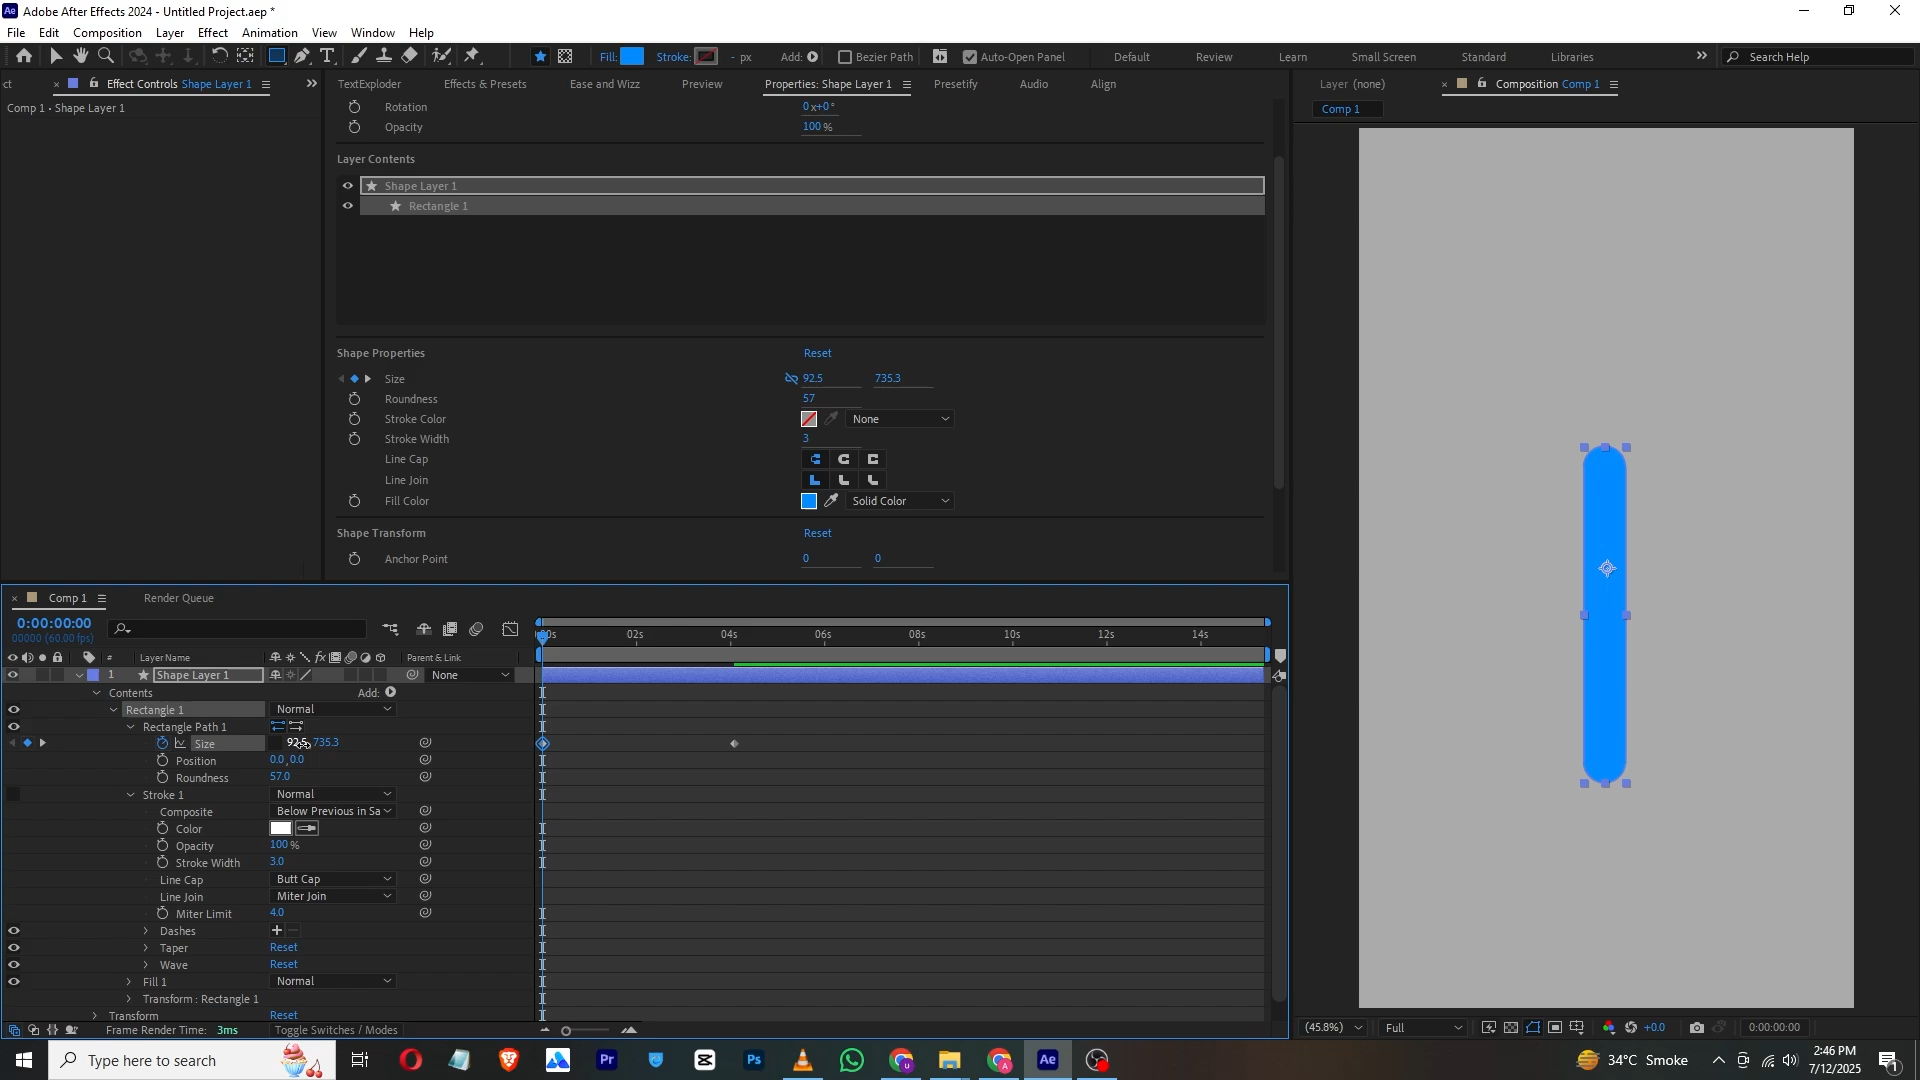 Adobe After Effects 2024 - Untitled Project.aep *
File Edit Composition Layer Effect Animation View Window Help
Fill: Stroke: - px Add: Bezier Path Auto-Open Panel Default Review Learn Small Screen Standard Libraries Search Help
ct Effect Controls Shape Layer 1
Comp 1 • Shape Layer 1
TextExploder Effects & Presets Ease and Wizz Preview Properties: Shape Layer 1 Presetify Audio Align
Rotation 0x+0°
Opacity 100 %
Layer Contents
Shape Layer 1
Rectangle 1
Shape Properties Reset
Size 92.5 735.3
Roundness 57
Stroke Color None
Stroke Width 3
Line Cap
Line Join
Fill Color Solid Color
Shape Transform Reset
Anchor Point 0 0
Layer (none) Composition Comp 1
Comp 1
Comp 1 Render Queue
0:00:00:00
00000 (60.00 fps)
:00s 02s 04s 06s 08s 10s 12s 14s
# Layer Name Parent & Link
1 Shape Layer 1 None
Contents Add:
Rectangle 1 Normal
Rectangle Path 1
Size 92.5, 735.3
Position 0.0, 0.0
Roundness 57.0
Stroke 1 Normal
Composite Below Previous in Sa
Color
Opacity 100 %
Stroke Width 3.0
Line Cap Butt Cap
Line Join Miter Join
Miter Limit 4.0
Dashes + −
Taper Reset
Wave Reset
Fill 1 Normal
Transform : Rectangle 1
Transform Reset
Frame Render Time: 3ms Toggle Switches / Modes
(45.8%) Full +0.0 0:00:00:00
Type here to search
34°C Smoke
2:46 PM
7/12/2025